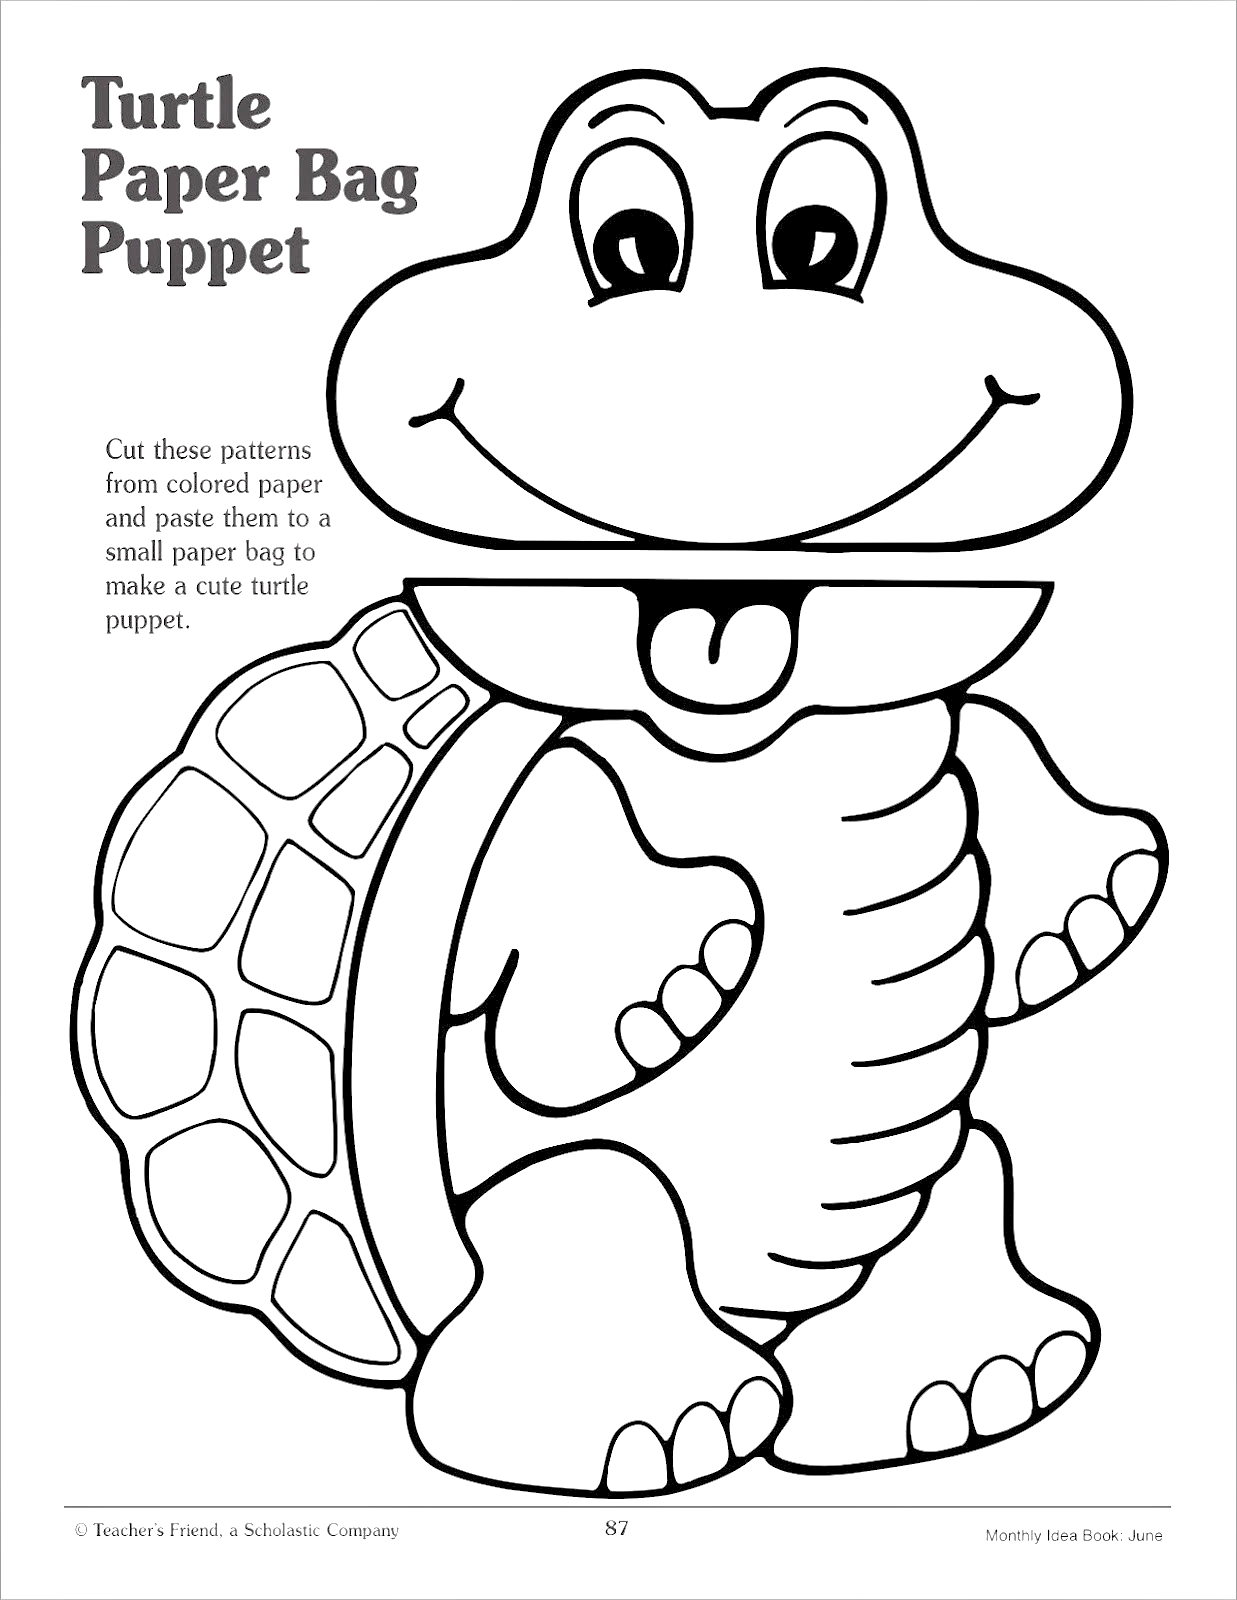 Turtle
Paper Bag
Puppet
Cut these patterns
from colored paper
and paste them to a
small paper bag to
make a cute turtle
puppet.
© Teacher's Friend, a Scholastic Company
87
Monthly Idea Book: June